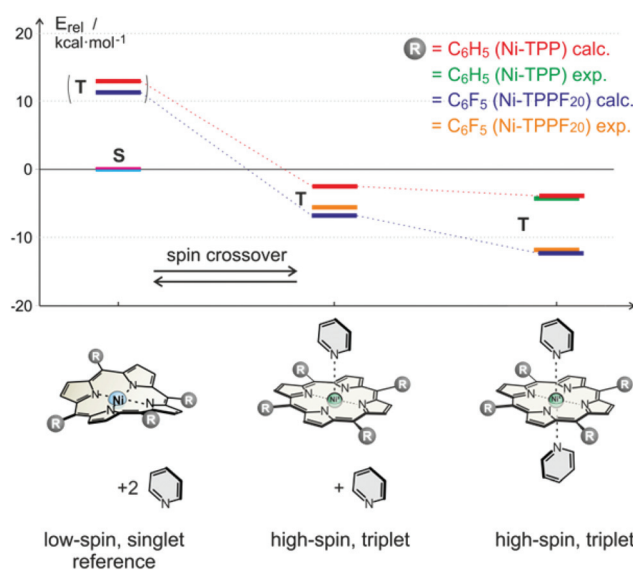 E_rel /
kcal·mol⁻¹
R = C₆H₅ (Ni-TPP) calc.
= C₆H₅ (Ni-TPP) exp.
= C₆F₅ (Ni-TPPF₂₀) calc.
= C₆F₅ (Ni-TPPF₂₀) exp.
20
10
0
-10
-20
(T)
S
T
T
spin crossover
N
N
R
R
R
R
Ni
N
N
N
N
R
R
R
R
Ni
N
N
N
N
R
R
R
R
Ni
N
N
N
N
N
+2
N
+
N
low-spin, singlet
reference
high-spin, triplet
high-spin, triplet